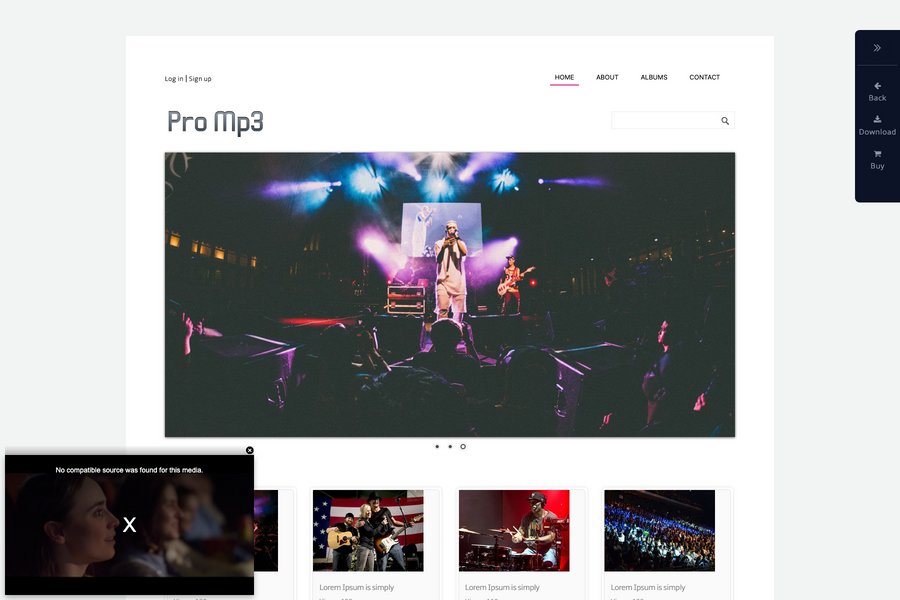 Log in | Sign up
HOME
ABOUT
ALBUMS
CONTACT
Pro Mp3
Back
Download
Buy
No compatible source was found for this media.
X
Lorem Ipsum is simply
Lorem Ipsum is simply
Lorem Ipsum is simply